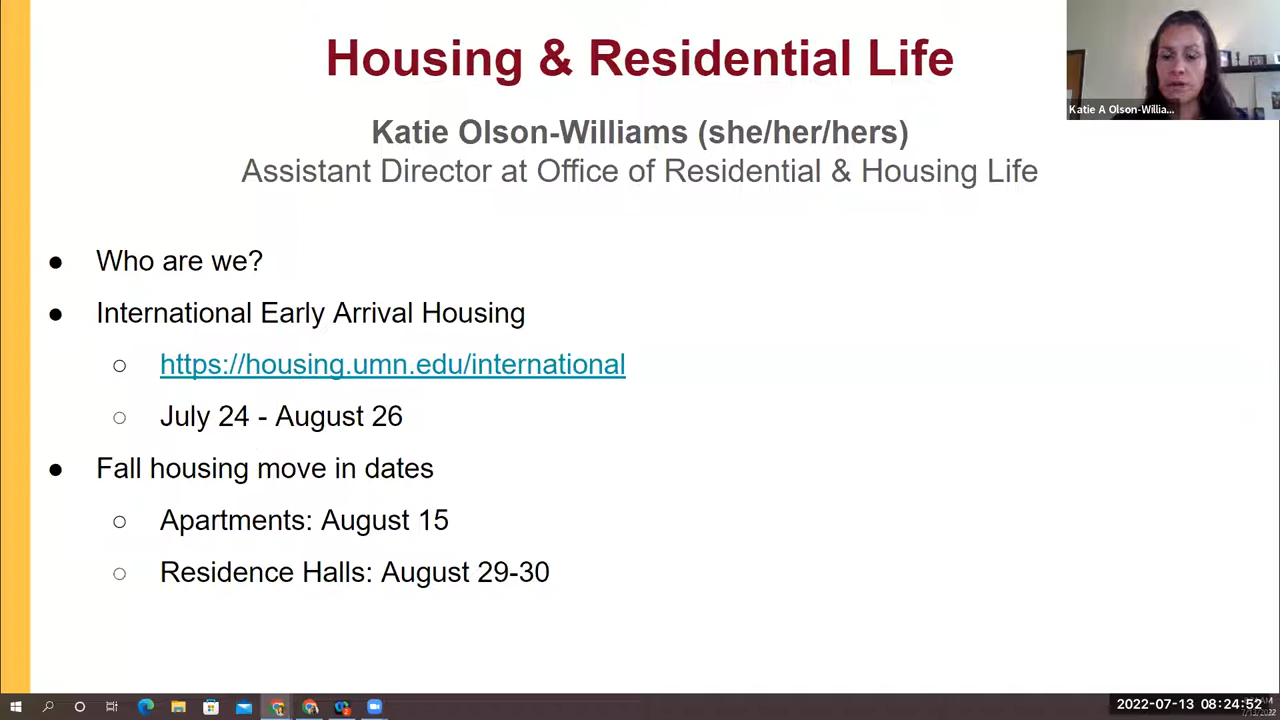 Housing & Residential Life
Katie Olson-Williams (she/her/hers)
Assistant Director at Office of Residential & Housing Life
Katie A Olson-Willia...
● Who are we?
● International Early Arrival Housing
○ https://housing.umn.edu/international
○ July 24 - August 26
● Fall housing move in dates
○ Apartments: August 15
○ Residence Halls: August 29-30
2022-07-13 08:24:52